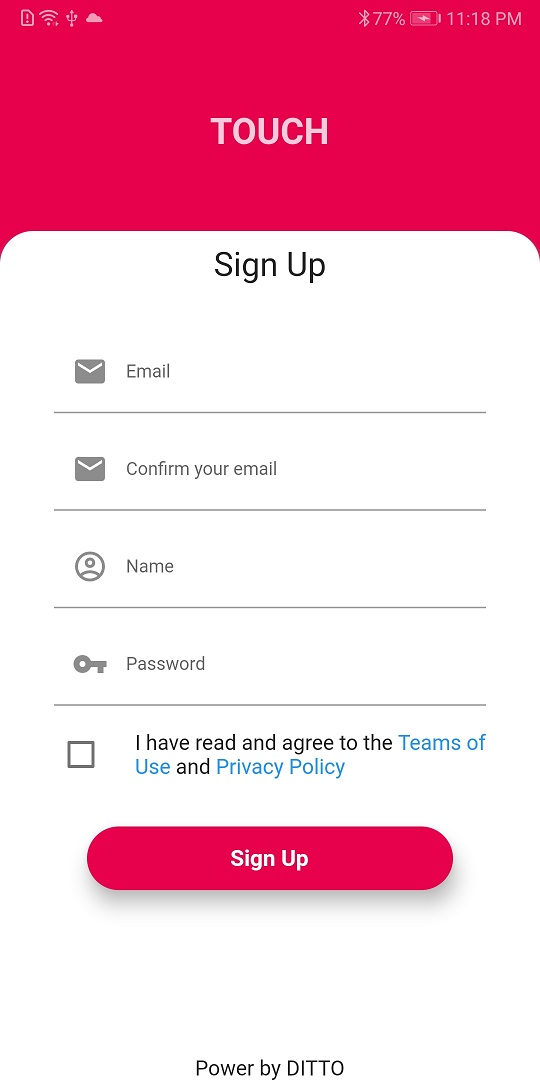 77% 11:18 PM
TOUCH
Sign Up
Email
Confirm your email
Name
Password
I have read and agree to the Teams of
Use and Privacy Policy
Sign Up
Power by DITTO